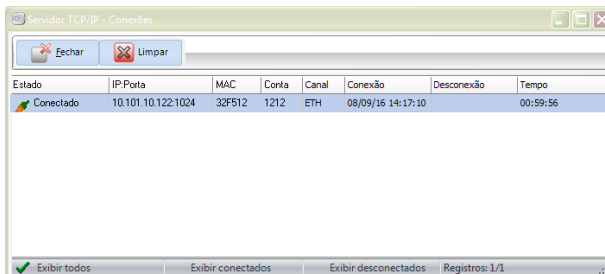 Servidor TCP/IP - Conexões
Fechar Limpar
Estado IP:Porta MAC Conta Canal Conexão Desconexão Tempo
Conectado 10.101.10.122:1024 32F512 1212 ETH 08/09/16 14:17:10 00:59:56
Exibir todos Exibir conectados Exibir desconectados Registros: 1/1